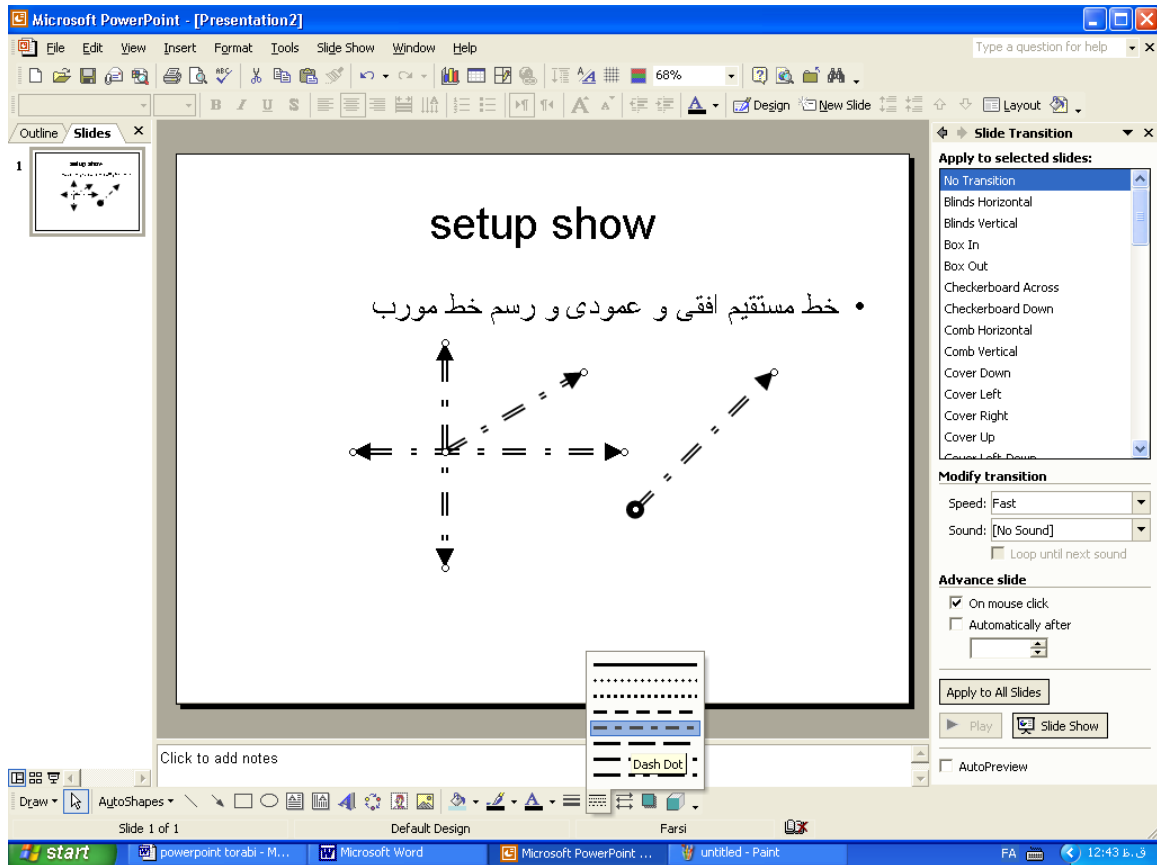 Microsoft PowerPoint - [Presentation2]
File Edit View Insert Format Tools Slide Show Window Help Type a question for help
68%
B I U S A A A Design New Slide Layout
Outline Slides
Slide Transition
1
setup show
Apply to selected slides:
No Transition
Blinds Horizontal
Blinds Vertical
Box In
Box Out
Checkerboard Across
Checkerboard Down
Comb Horizontal
Comb Vertical
Cover Down
Cover Left
Cover Right
Cover Up
Cover Left-Down
setup show
• خط مستقیم افقی و عمودی و رسم خط مورب
Modify transition
Speed: Fast
Sound: [No Sound]
Loop until next sound
Advance slide
On mouse click
Automatically after
Apply to All Slides
Play Slide Show
AutoPreview
Click to add notes
Dash Dot
Draw AutoShapes A A
Slide 1 of 1 Default Design Farsi
start powerpoint torabi - M... Microsoft Word Microsoft PowerPoint ... untitled - Paint FA 12:43 ق.ظ